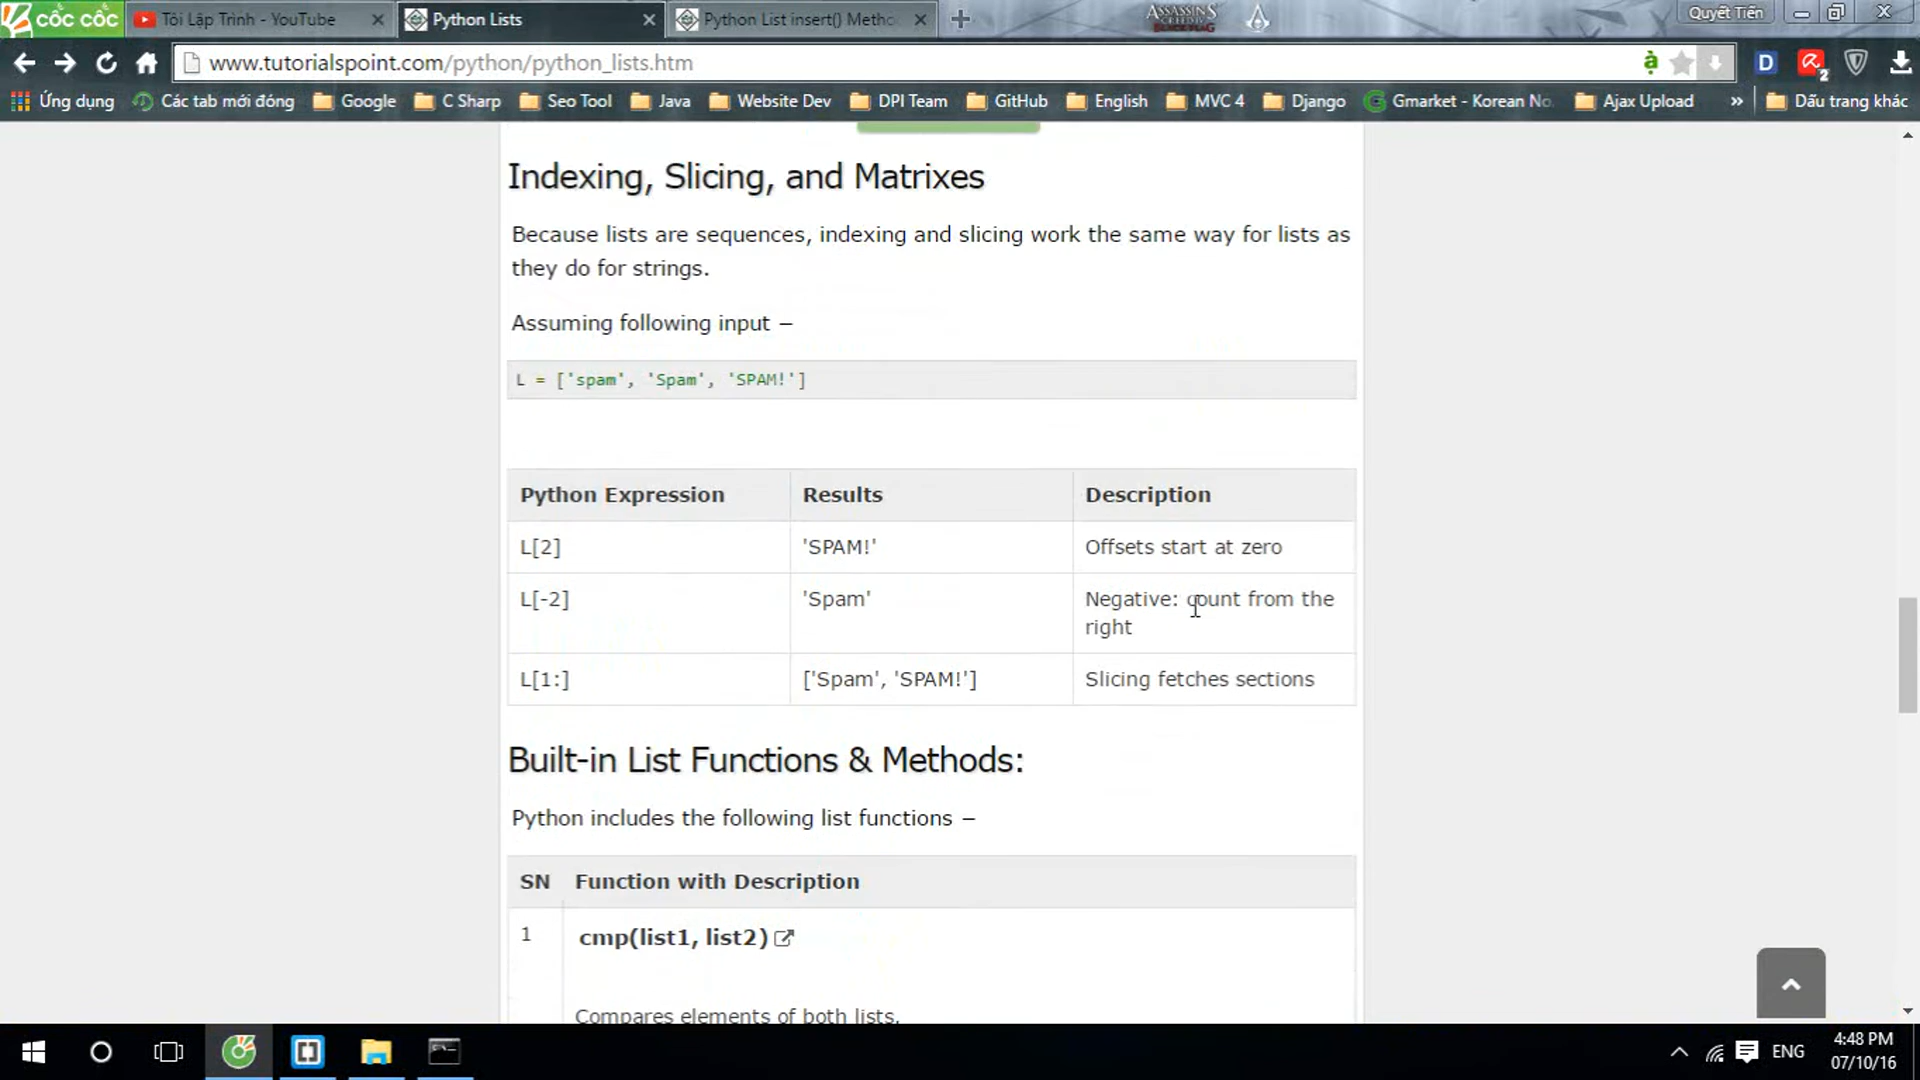 cốc cốc
Tôi Lập Trình - YouTube
Python Lists
Python List insert() Metho
ASSASSINS
Quyết Tiến
www.tutorialspoint.com/python/python_lists.htm
ạ̀
D
2
Ứng dụng
Các tab mới đóng
Google
C Sharp
Seo Tool
Java
Website Dev
DPI Team
GitHub
English
MVC 4
Django
Gmarket - Korean No.
Ajax Upload
»
Dấu trang khác
Indexing, Slicing, and Matrixes
Because lists are sequences, indexing and slicing work the same way for lists as
they do for strings.
Assuming following input −
L = ['spam', 'Spam', 'SPAM!']
Python Expression Results Description
L[2] 'SPAM!' Offsets start at zero
L[-2] 'Spam' Negative: count from the
right
L[1:] ['Spam', 'SPAM!'] Slicing fetches sections
Built-in List Functions & Methods:
Python includes the following list functions −
SN Function with Description
1 cmp(list1, list2)
Compares elements of both lists.
ENG
4:48 PM
07/10/16